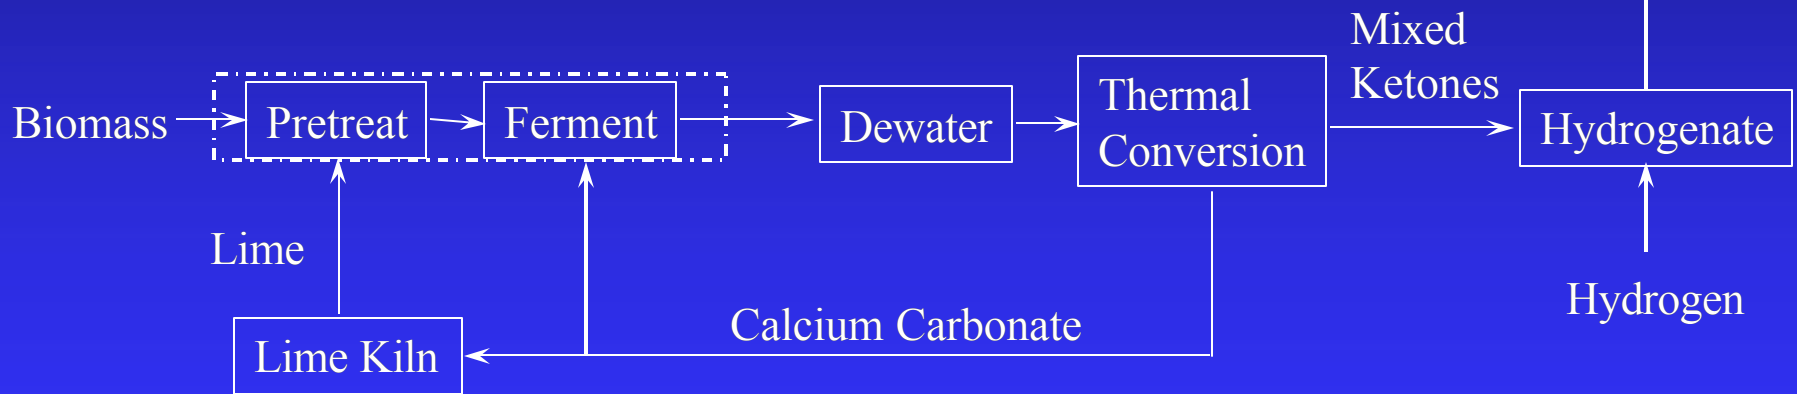 Mixed
Ketones
Biomass
Pretreat
Ferment
Dewater
Thermal
Conversion
Hydrogenate
Lime
Calcium Carbonate
Hydrogen
Lime Kiln